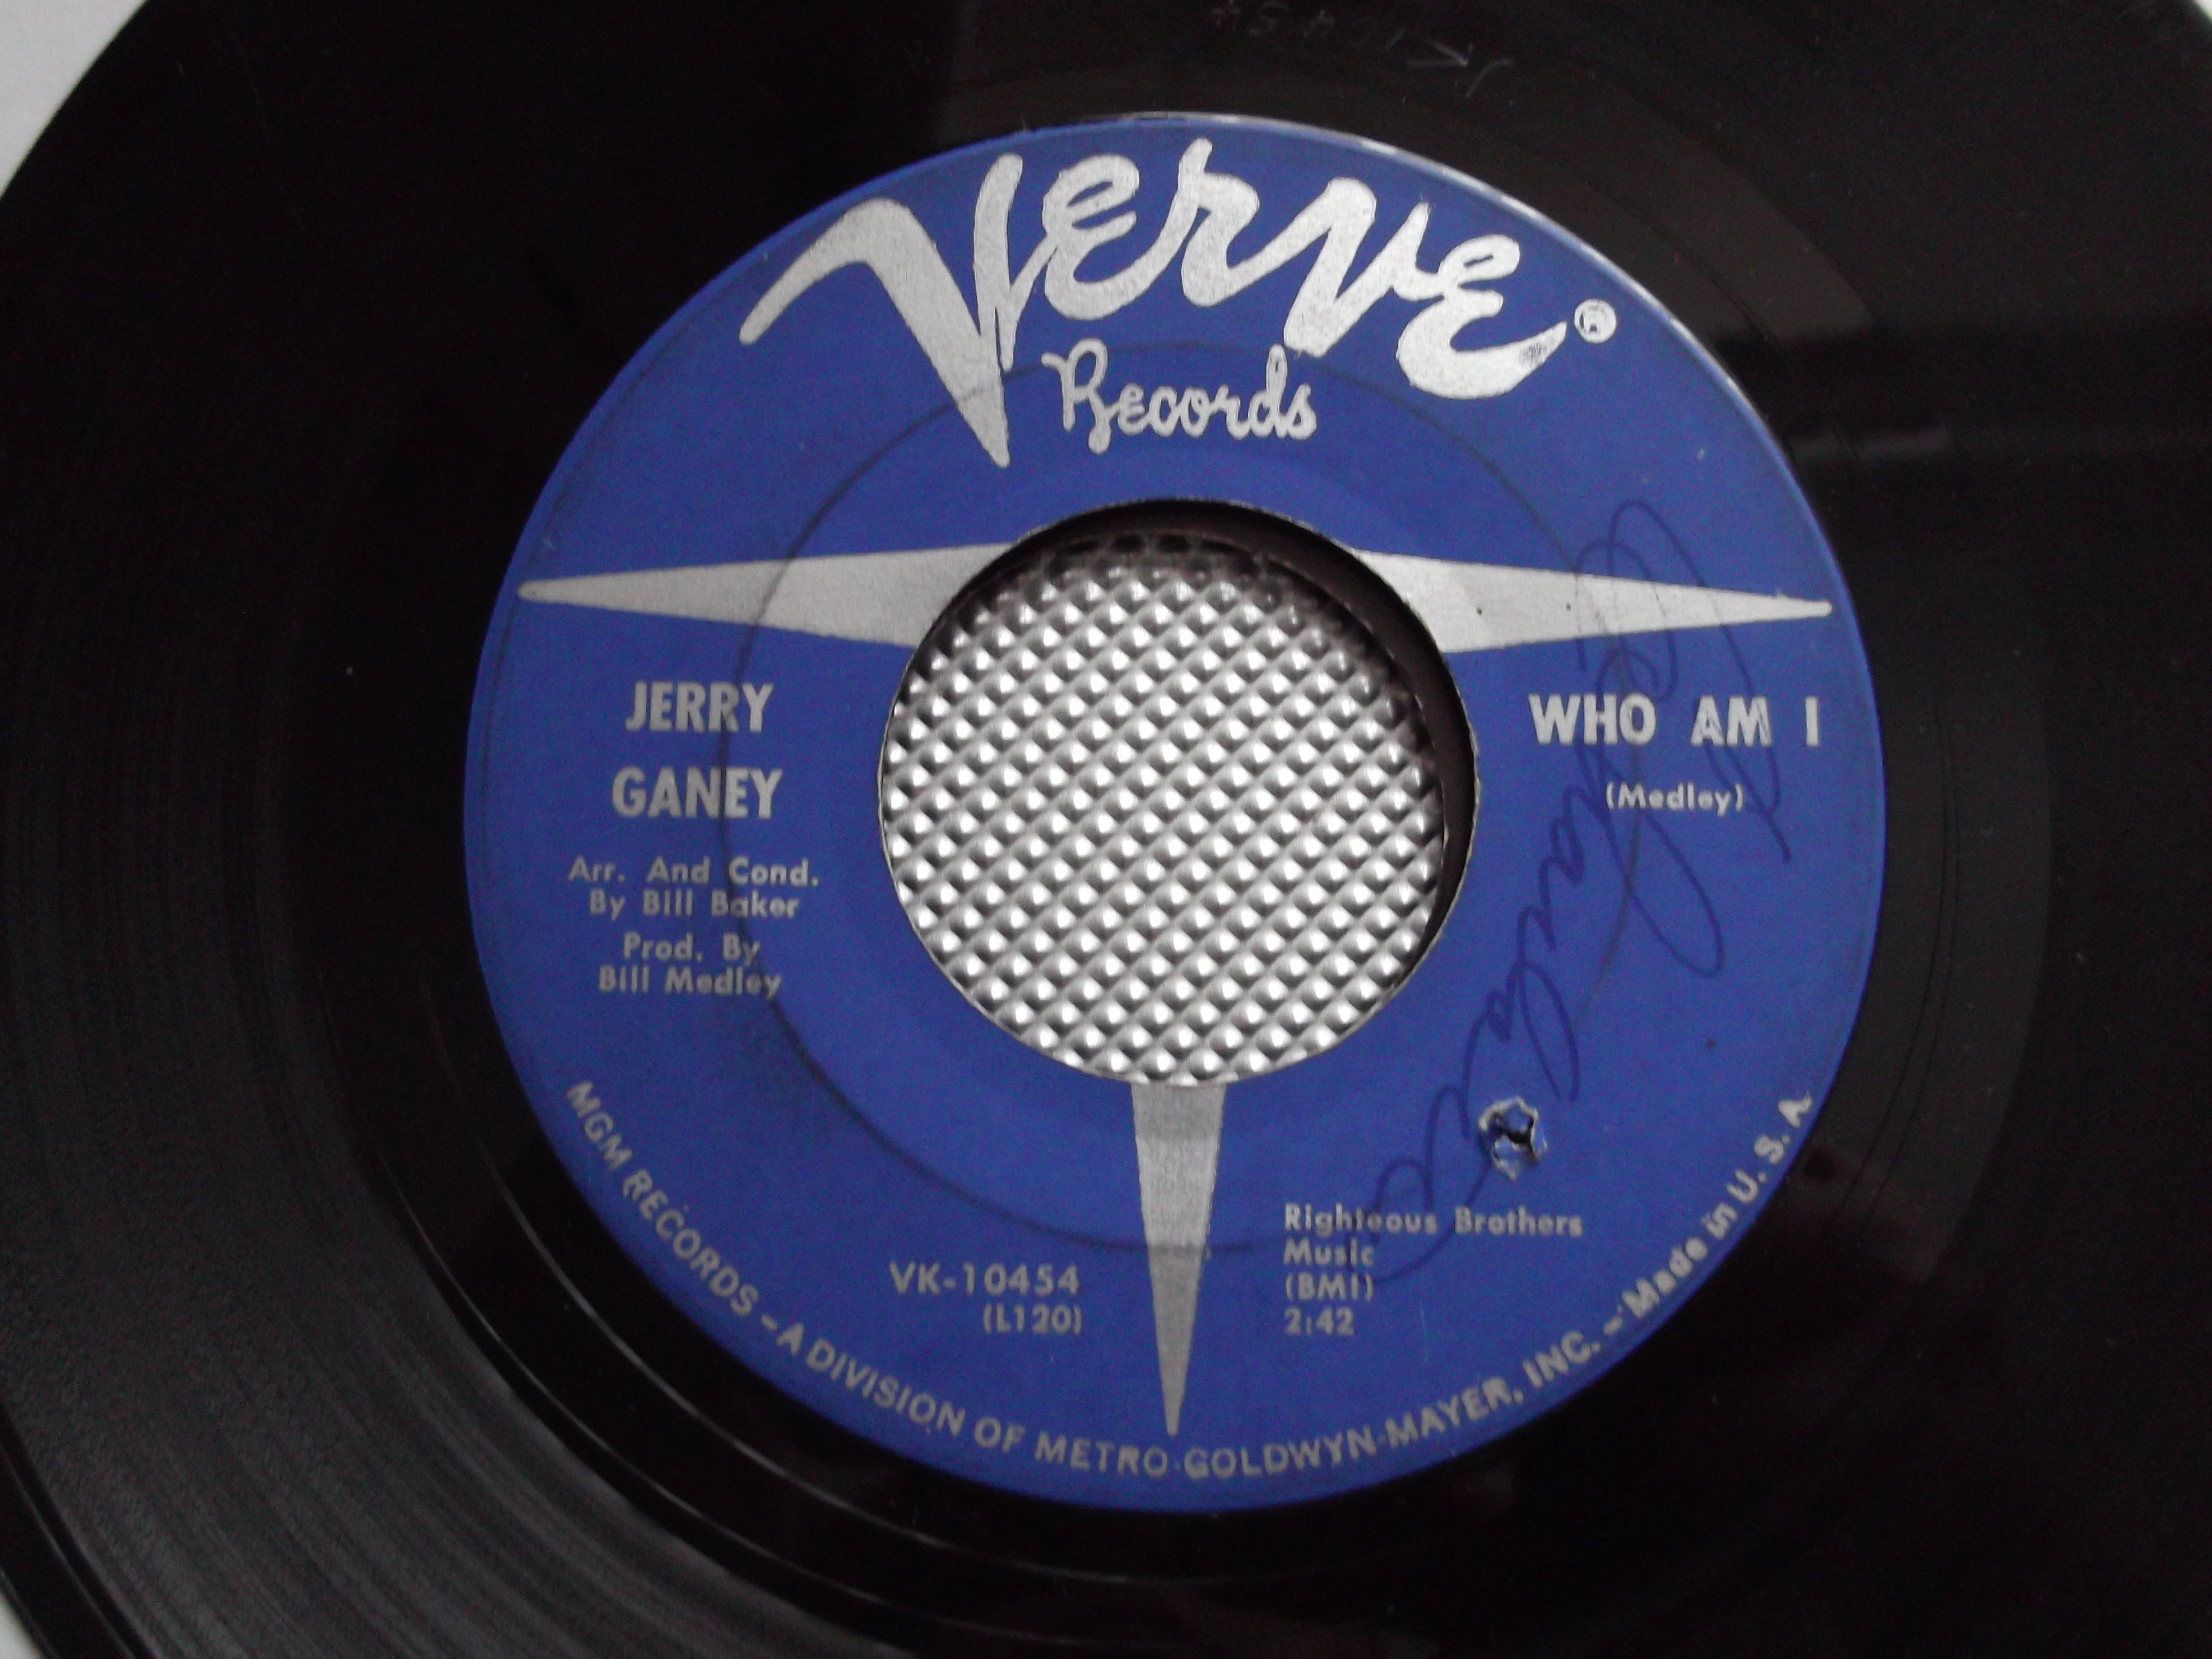 VK10454
Verve®
Records
JERRY
GANEY
Arr. And Cond.
By Bill Baker
Prod. By
Bill Medley
WHO AM I
(Medley)
VK-10454
(L120)
Righteous Brothers
Music
(BMI)
2:42
MGM RECORDS – A DIVISION OF METRO-GOLDWYN-MAYER, INC. – Made in U. S. A.